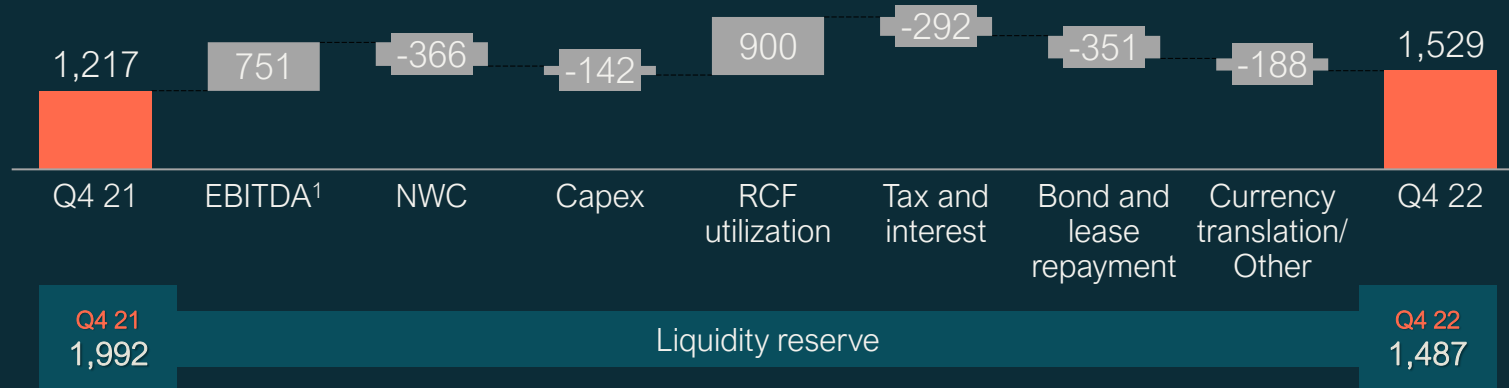 1,217
751
-366
-142
900
-292
-351
-188
1,529
Q4 21
EBITDA¹
NWC
Capex
RCF
utilization
Tax and
interest
Bond and
lease
repayment
Currency
translation/
Other
Q4 22
Q4 21
1,992
Liquidity reserve
Q4 22
1,487